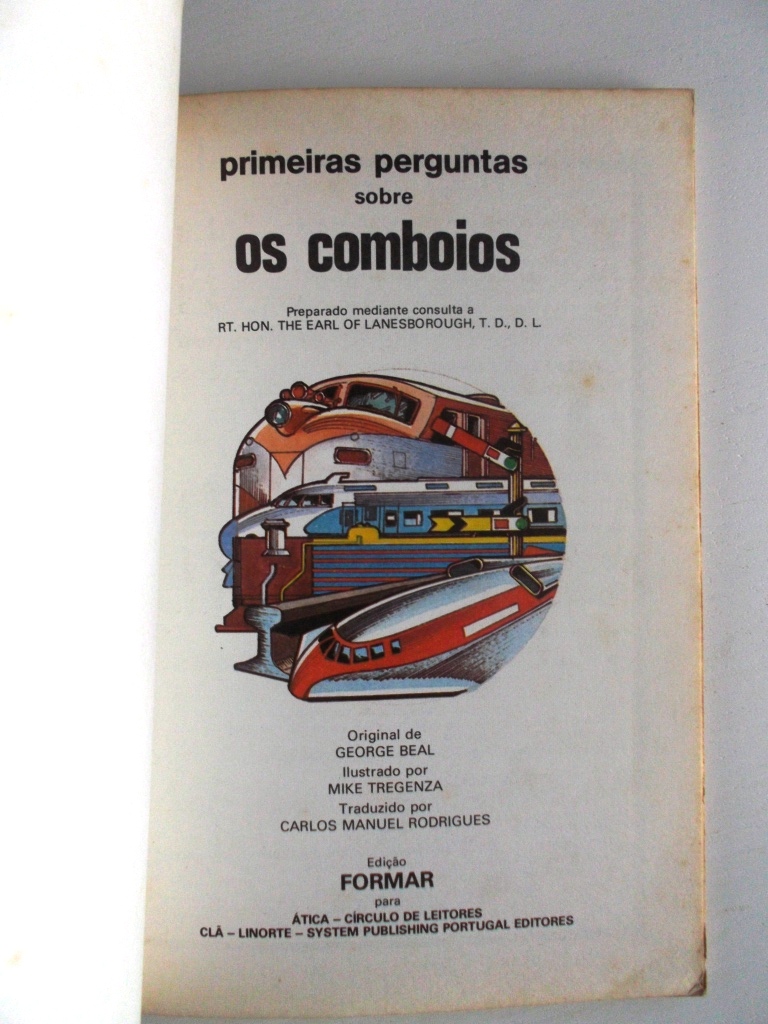 primeiras perguntas
sobre
os comboios
Preparado mediante consulta a
RT. HON. THE EARL OF LANESBOROUGH, T. D., D. L.
Original de
GEORGE BEAL
Ilustrado por
MIKE TREGENZA
Traduzido por
CARLOS MANUEL RODRIGUES
Edição
FORMAR
para
ÁTICA – CÍRCULO DE LEITORES
CLÃ – LINORTE – SYSTEM PUBLISHING PORTUGAL EDITORES